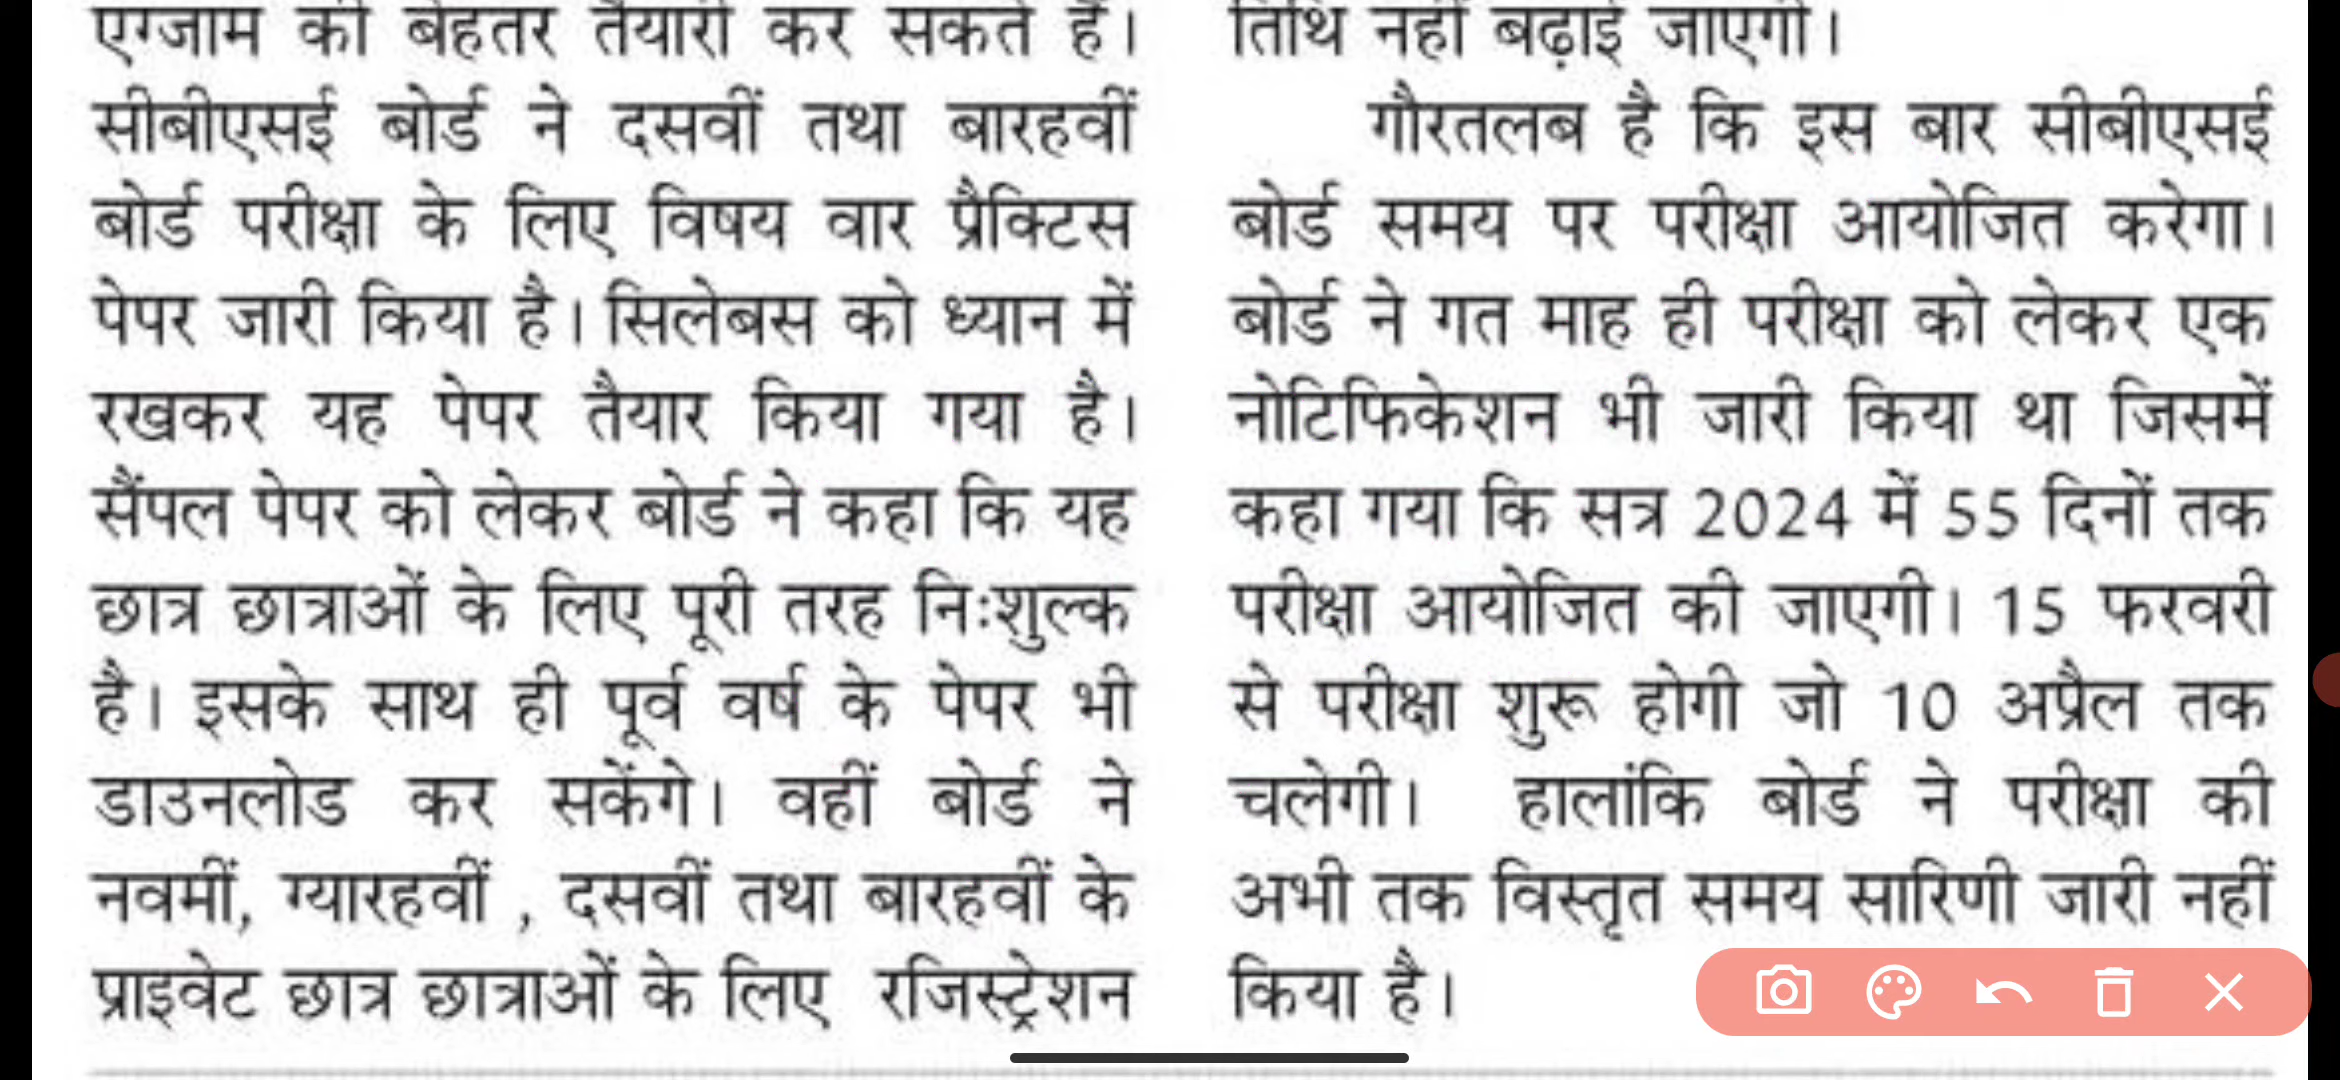 एग्जाम की बेहतर तैयारी कर सकते हैं।
सीबीएसई बोर्ड ने दसवीं तथा बारहवीं
बोर्ड परीक्षा के लिए विषय वार प्रैक्टिस
पेपर जारी किया है। सिलेबस को ध्यान में
रखकर यह पेपर तैयार किया गया है।
सैंपल पेपर को लेकर बोर्ड ने कहा कि यह
छात्र छात्राओं के लिए पूरी तरह निःशुल्क
है। इसके साथ ही पूर्व वर्ष के पेपर भी
डाउनलोड कर सकेंगे। वहीं बोर्ड ने
नवमीं, ग्यारहवीं , दसवीं तथा बारहवीं के
प्राइवेट छात्र छात्राओं के लिए रजिस्ट्रेशन
तिथि नहीं बढ़ाई जाएगी।
गौरतलब है कि इस बार सीबीएसई
बोर्ड समय पर परीक्षा आयोजित करेगा।
बोर्ड ने गत माह ही परीक्षा को लेकर एक
नोटिफिकेशन भी जारी किया था जिसमें
कहा गया कि सत्र 2024 में 55 दिनों तक
परीक्षा आयोजित की जाएगी। 15 फरवरी
से परीक्षा शुरू होगी जो 10 अप्रैल तक
चलेगी। हालांकि बोर्ड ने परीक्षा की
अभी तक विस्तृत समय सारिणी जारी नहीं
किया है।